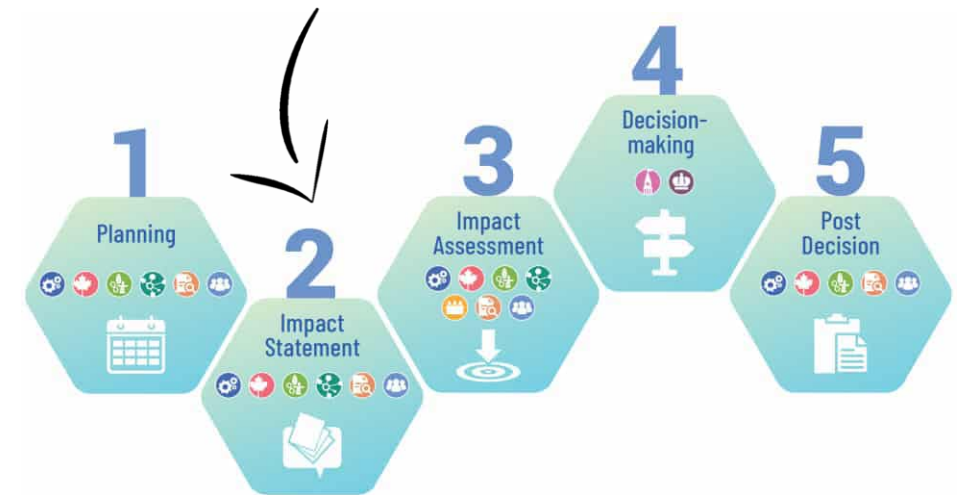 1
Planning
2
Impact
Statement
3
Impact
Assessment
4
Decision-
making
5
Post
Decision